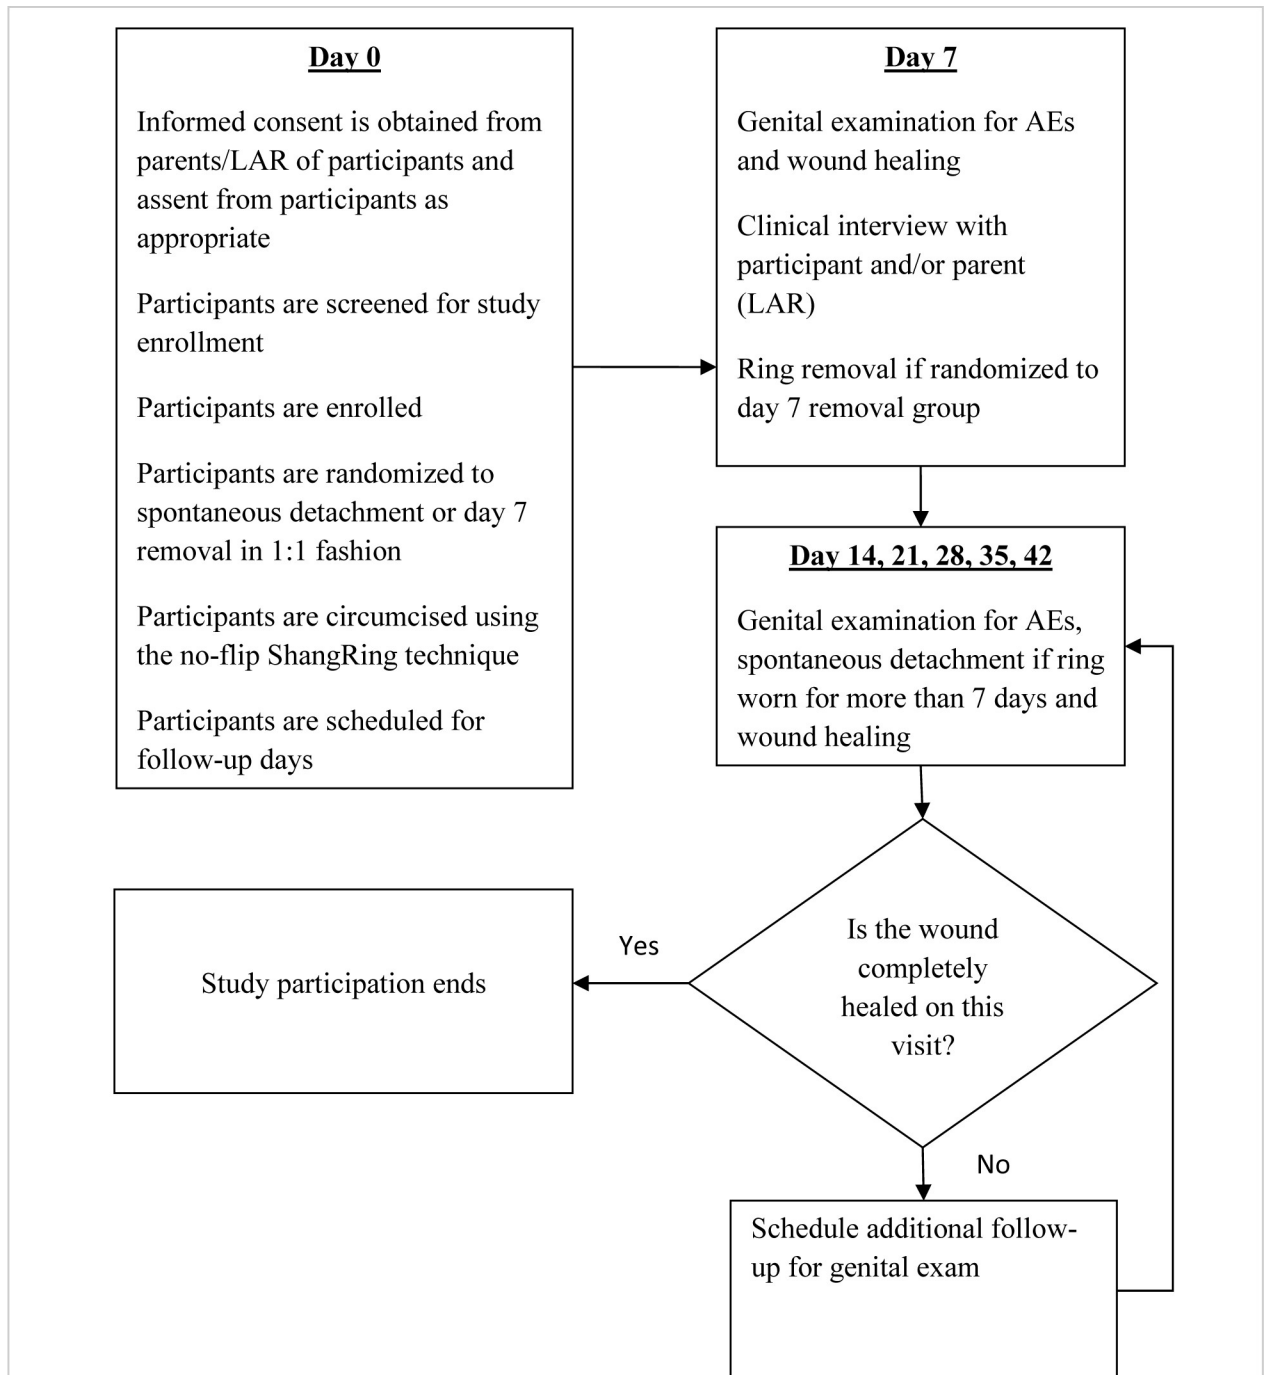 Day 0
Informed consent is obtained from
parents/LAR of participants and
assent from participants as
appropriate
Participants are screened for study
enrollment
Participants are enrolled
Participants are randomized to
spontaneous detachment or day 7
removal in 1:1 fashion
Participants are circumcised using
the no-flip ShangRing technique
Participants are scheduled for
follow-up days
Day 7
Genital examination for AEs
and wound healing
Clinical interview with
participant and/or parent
(LAR)
Ring removal if randomized to
day 7 removal group
Day 14, 21, 28, 35, 42
Genital examination for AEs,
spontaneous detachment if ring
worn for more than 7 days and
wound healing
Is the wound
completely
healed on this
visit?
Yes
Study participation ends
No
Schedule additional follow-
up for genital exam